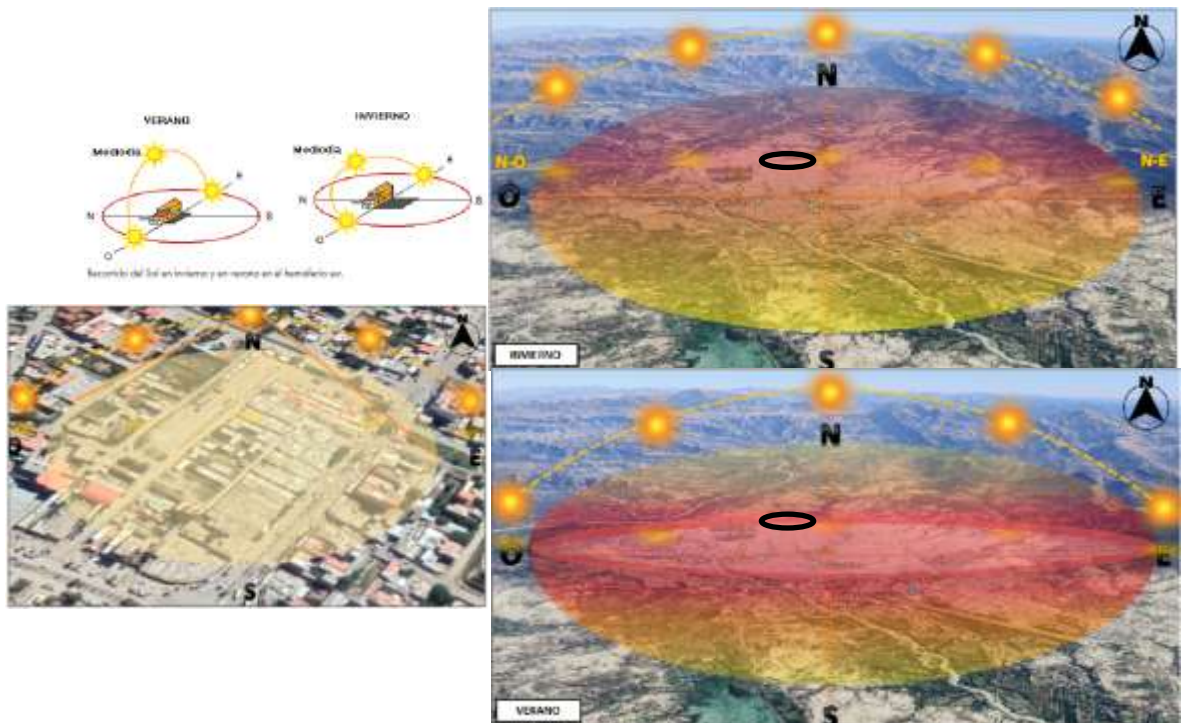 VERANO
INVIERNO
Mediodía
Mediodía
N
S
O
N
S
O
Recorrido del Sol en invierno y en verano en el hemisferio sur.
N
N
N-O
N-E
O
E
S
INVIERNO
N
N
E
S
N
N
O
E
S
VERANO